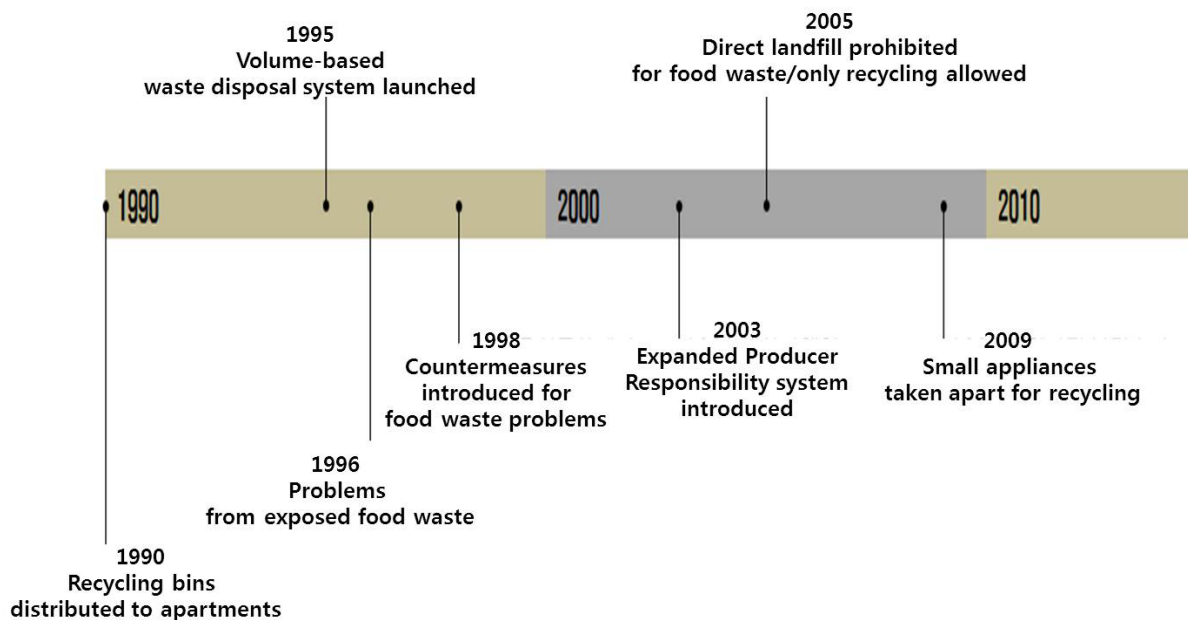 1995
Volume-based
waste disposal system launched
2005
Direct landfill prohibited
for food waste/only recycling allowed
1990
2000
2010
1998
Countermeasures
introduced for
food waste problems
2003
Expanded Producer
Responsibility system
introduced
2009
Small appliances
taken apart for recycling
1996
Problems
from exposed food waste
1990
Recycling bins
distributed to apartments